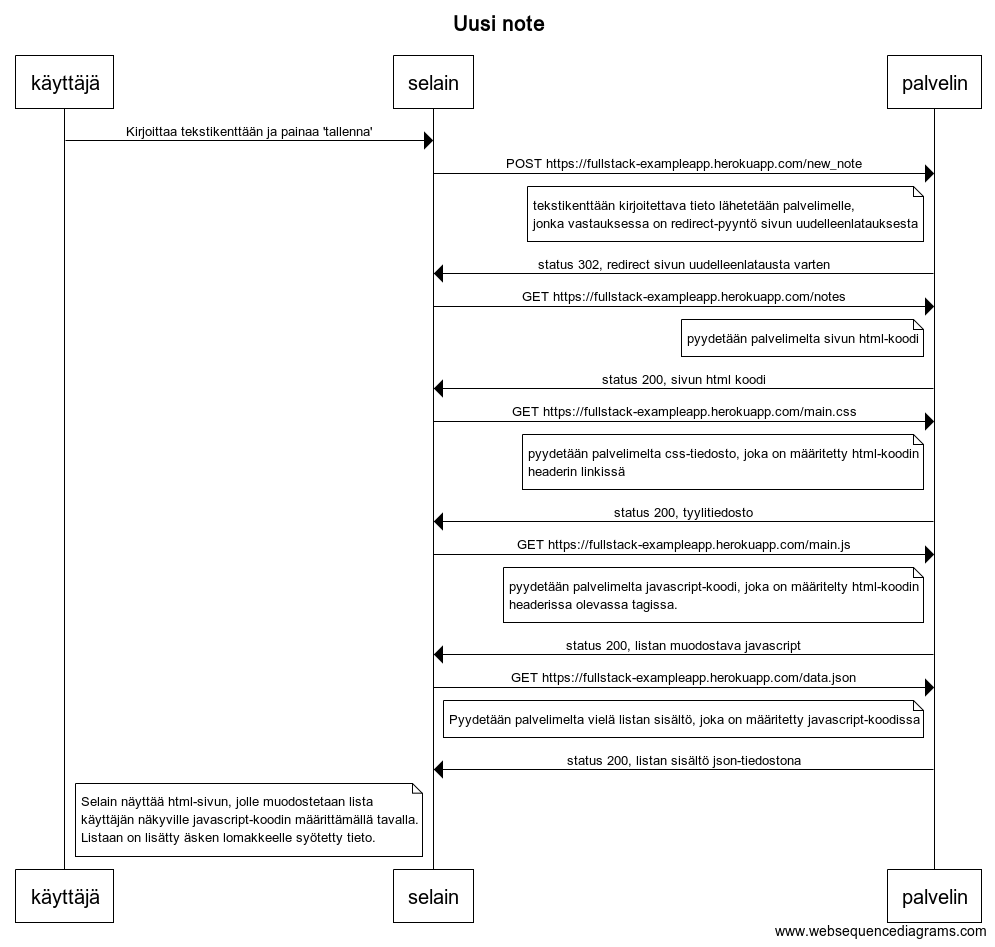 Uusi note
käyttäjä
selain
palvelin
Kirjoittaa tekstikenttään ja painaa 'tallenna'
POST https://fullstack-exampleapp.herokuapp.com/new_note
tekstikenttään kirjoitettava tieto lähetetään palvelimelle,
jonka vastauksessa on redirect-pyyntö sivun uudelleenlatauksesta
status 302, redirect sivun uudelleenlatausta varten
GET https://fullstack-exampleapp.herokuapp.com/notes
pyydetään palvelimelta sivun html-koodi
status 200, sivun html koodi
GET https://fullstack-exampleapp.herokuapp.com/main.css
pyydetään palvelimelta css-tiedosto, joka on määritetty html-koodin
headerin linkissä
status 200, tyylitiedosto
GET https://fullstack-exampleapp.herokuapp.com/main.js
pyydetään palvelimelta javascript-koodi, joka on määritelty html-koodin
headerissa olevassa tagissa.
status 200, listan muodostava javascript
GET https://fullstack-exampleapp.herokuapp.com/data.json
Pyydetään palvelimelta vielä listan sisältö, joka on määritetty javascript-koodissa
status 200, listan sisältö json-tiedostona
Selain näyttää html-sivun, jolle muodostetaan lista
käyttäjän näkyville javascript-koodin määrittämällä tavalla.
Listaan on lisätty äsken lomakkeelle syötetty tieto.
käyttäjä
selain
palvelin
www.websequencediagrams.com